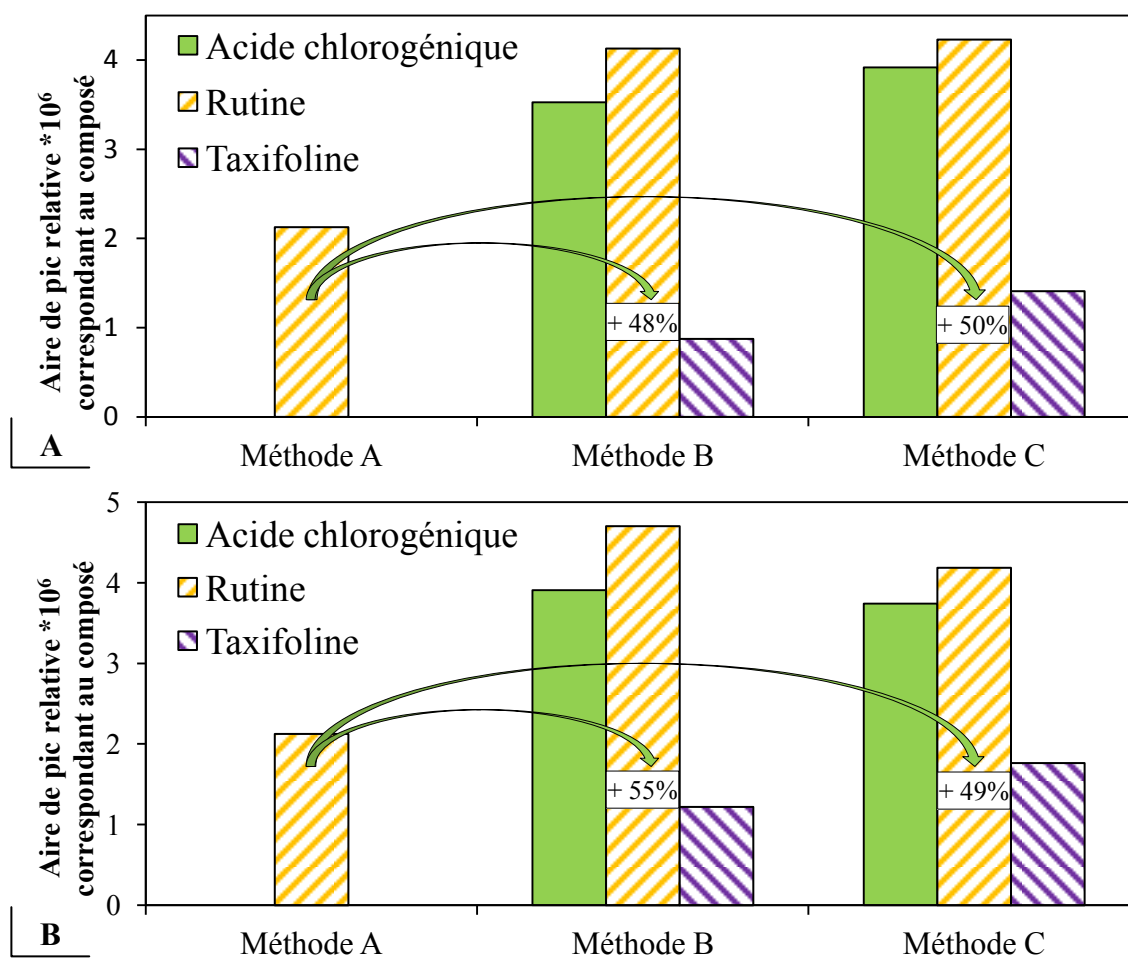 Aire de pic relative *10⁶
correspondant au composé
4
3
2
1
0
Acide chlorogénique
Rutine
Taxifoline
+ 48%
+ 50%
A
Méthode A
Méthode B
Méthode C
Aire de pic relative *10⁶
correspondant au composé
5
4
3
2
1
0
Acide chlorogénique
Rutine
Taxifoline
+ 55%
+ 49%
B
Méthode A
Méthode B
Méthode C